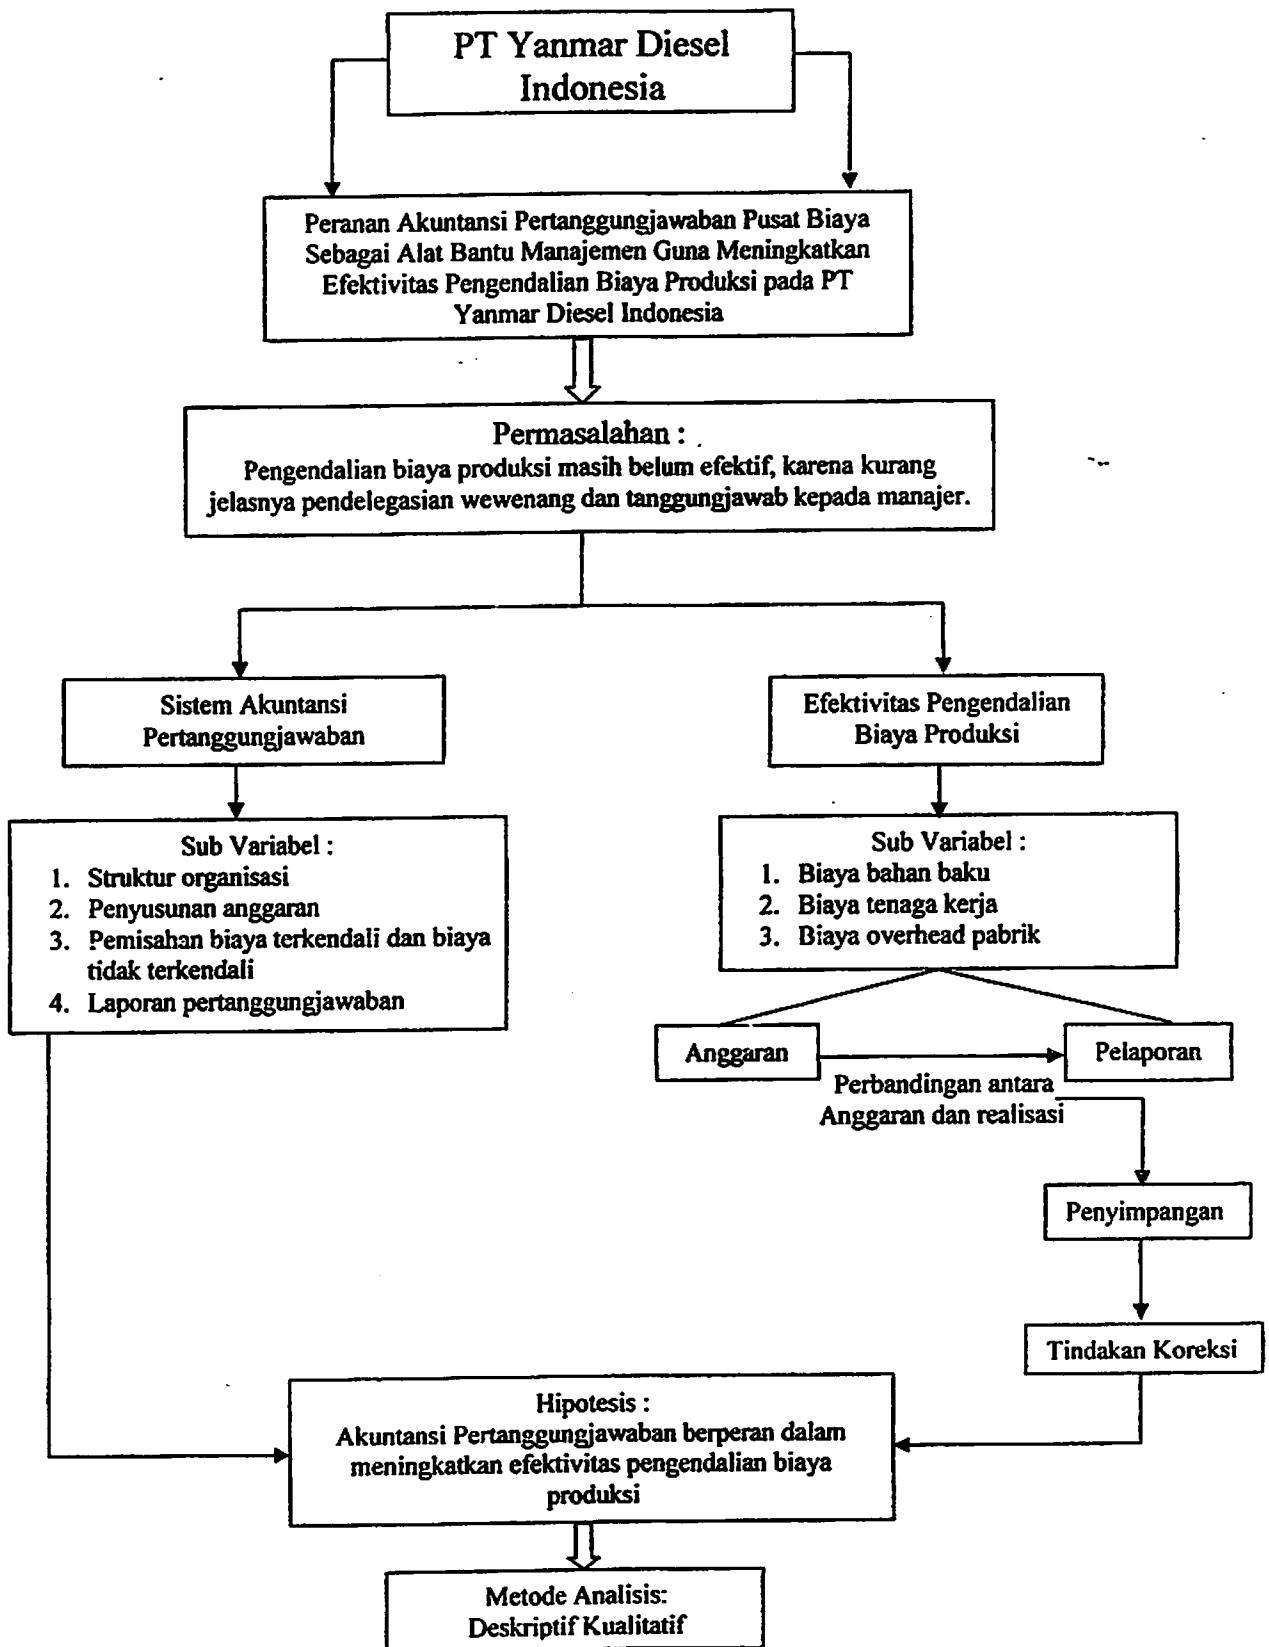 PT Yanmar Diesel
Indonesia
Peranan Akuntansi Pertanggungjawaban Pusat Biaya
Sebagai Alat Bantu Manajemen Guna Meningkatkan
Efektivitas Pengendalian Biaya Produksi pada PT
Yanmar Diesel Indonesia
Permasalahan :
Pengendalian biaya produksi masih belum efektif, karena kurang
jelasnya pendelegasian wewenang dan tanggungjawab kepada manajer.
Sistem Akuntansi
Pertanggungjawaban
Sub Variabel :
1. Struktur organisasi
2. Penyusunan anggaran
3. Pemisahan biaya terkendali dan biaya
tidak terkendali
4. Laporan pertanggungjawaban
Efektivitas Pengendalian
Biaya Produksi
Sub Variabel :
1. Biaya bahan baku
2. Biaya tenaga kerja
3. Biaya overhead pabrik
Anggaran
Pelaporan
Perbandingan antara
Anggaran dan realisasi
Penyimpangan
Tindakan Koreksi
Hipotesis :
Akuntansi Pertanggungjawaban berperan dalam
meningkatkan efektivitas pengendalian biaya
produksi
Metode Analisis:
Deskriptif Kualitatif